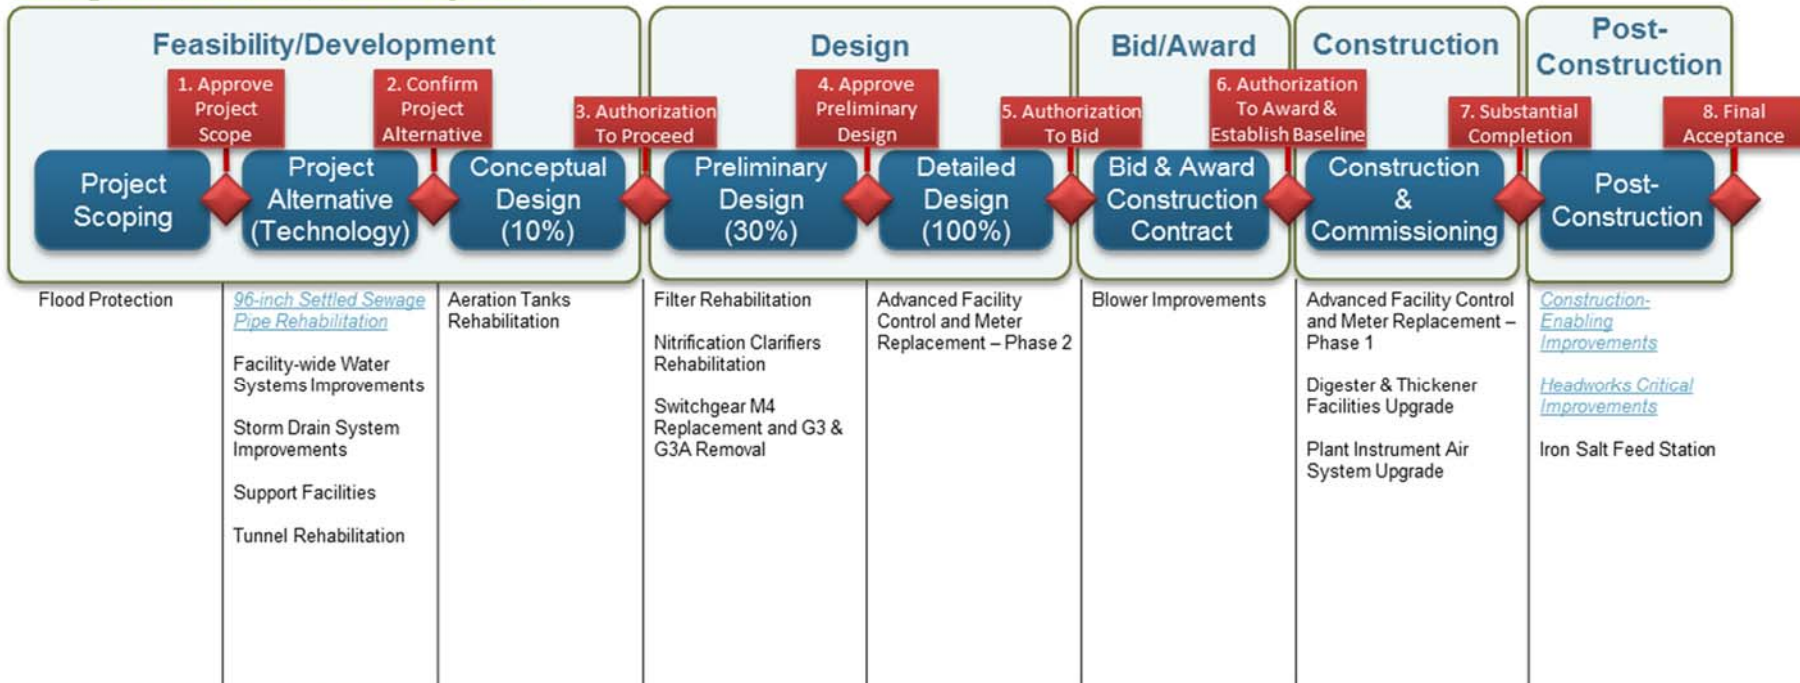 Feasibility/Development
Design
Bid/Award
Construction
Post-
Construction
1. Approve
Project
Scope
2. Confirm
Project
Alternative
3. Authorization
To Proceed
4. Approve
Preliminary
Design
5. Authorization
To Bid
6. Authorization
To Award &
Establish Baseline
7. Substantial
Completion
8. Final
Acceptance
Project
Scoping
Project
Alternative
(Technology)
Conceptual
Design
(10%)
Preliminary
Design
(30%)
Detailed
Design
(100%)
Bid & Award
Construction
Contract
Construction
&
Commissioning
Post-
Construction
Flood Protection
96-inch Settled Sewage
Pipe Rehabilitation
Facility-wide Water
Systems Improvements
Storm Drain System
Improvements
Support Facilities
Tunnel Rehabilitation
Aeration Tanks
Rehabilitation
Filter Rehabilitation
Nitrification Clarifiers
Rehabilitation
Switchgear M4
Replacement and G3 &
G3A Removal
Advanced Facility
Control and Meter
Replacement – Phase 2
Blower Improvements
Advanced Facility Control
and Meter Replacement –
Phase 1
Digester & Thickener
Facilities Upgrade
Plant Instrument Air
System Upgrade
Construction-
Enabling
Improvements
Headworks Critical
Improvements
Iron Salt Feed Station